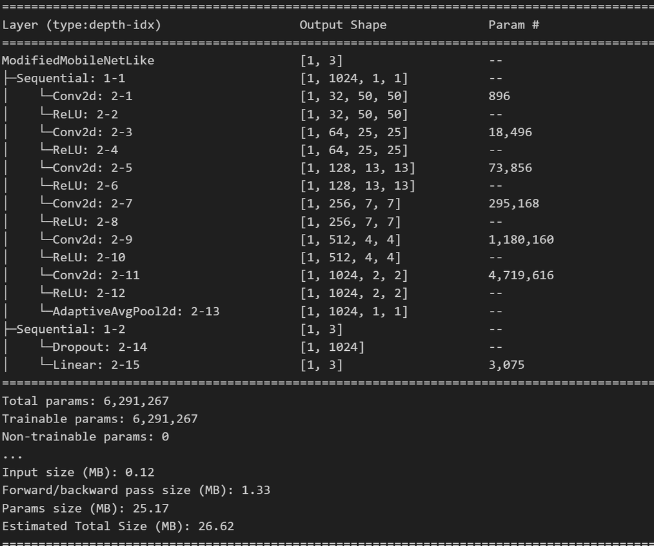 ==========================================================================================
Layer (type:depth-idx)                   Output Shape              Param #
==========================================================================================
ModifiedMobileNetLike                    [1, 3]                    --
├─Sequential: 1-1                        [1, 1024, 1, 1]           --
│    └─Conv2d: 2-1                       [1, 32, 50, 50]           896
│    └─ReLU: 2-2                         [1, 32, 50, 50]           --
│    └─Conv2d: 2-3                       [1, 64, 25, 25]           18,496
│    └─ReLU: 2-4                         [1, 64, 25, 25]           --
│    └─Conv2d: 2-5                       [1, 128, 13, 13]          73,856
│    └─ReLU: 2-6                         [1, 128, 13, 13]          --
│    └─Conv2d: 2-7                       [1, 256, 7, 7]            295,168
│    └─ReLU: 2-8                         [1, 256, 7, 7]            --
│    └─Conv2d: 2-9                       [1, 512, 4, 4]            1,180,160
│    └─ReLU: 2-10                        [1, 512, 4, 4]            --
│    └─Conv2d: 2-11                      [1, 1024, 2, 2]           4,719,616
│    └─ReLU: 2-12                        [1, 1024, 2, 2]           --
│    └─AdaptiveAvgPool2d: 2-13           [1, 1024, 1, 1]           --
├─Sequential: 1-2                        [1, 3]                    --
│    └─Dropout: 2-14                     [1, 1024]                 --
│    └─Linear: 2-15                      [1, 3]                    3,075
==========================================================================================
Total params: 6,291,267
Trainable params: 6,291,267
Non-trainable params: 0
...
Input size (MB): 0.12
Forward/backward pass size (MB): 1.33
Params size (MB): 25.17
Estimated Total Size (MB): 26.62
==========================================================================================